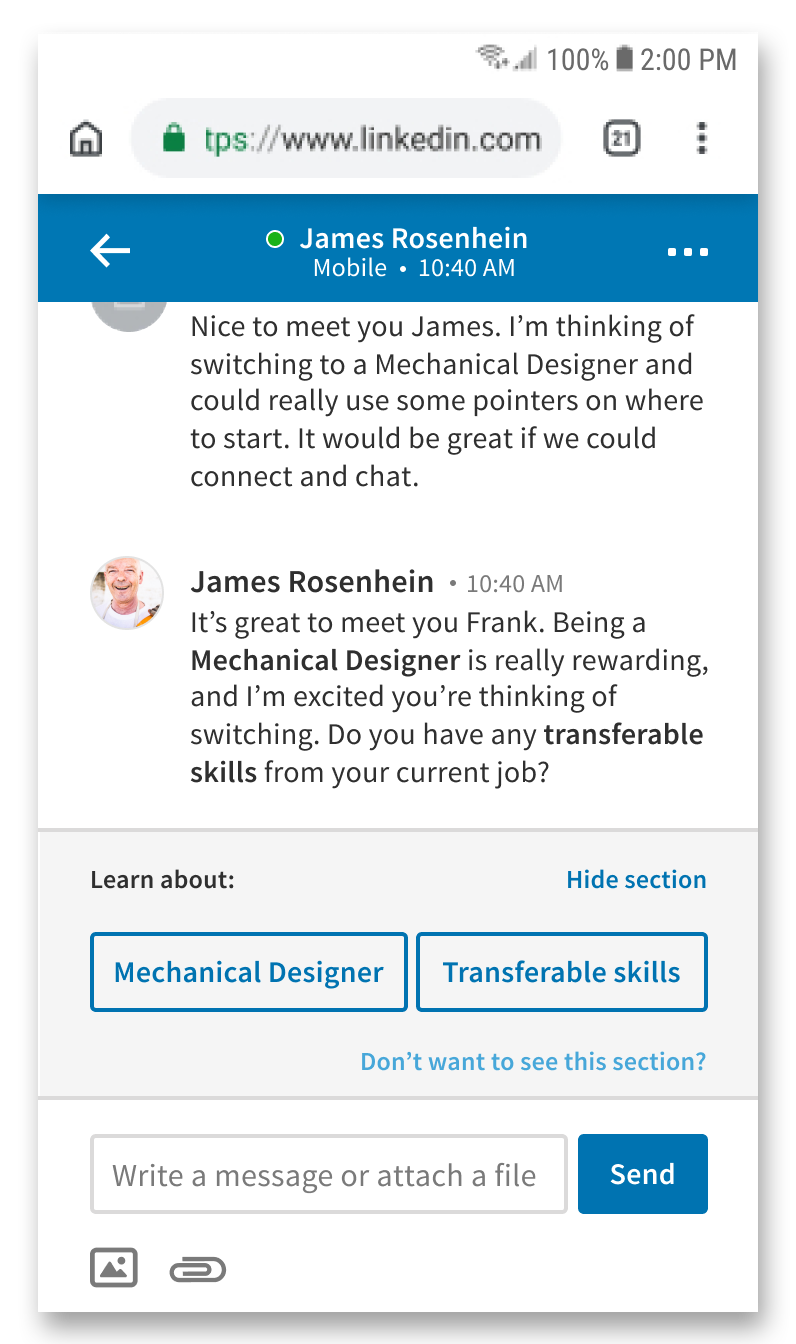 100% 2:00 PM
tps://www.linkedin.com
21
James Rosenhein
Mobile • 10:40 AM
Nice to meet you James. I’m thinking of
switching to a Mechanical Designer and
could really use some pointers on where
to start. It would be great if we could
connect and chat.
James Rosenhein • 10:40 AM
It’s great to meet you Frank. Being a
Mechanical Designer is really rewarding,
and I’m excited you’re thinking of
switching. Do you have any transferable
skills from your current job?
Learn about: Hide section
Mechanical Designer Transferable skills
Don’t want to see this section?
Write a message or attach a file Send